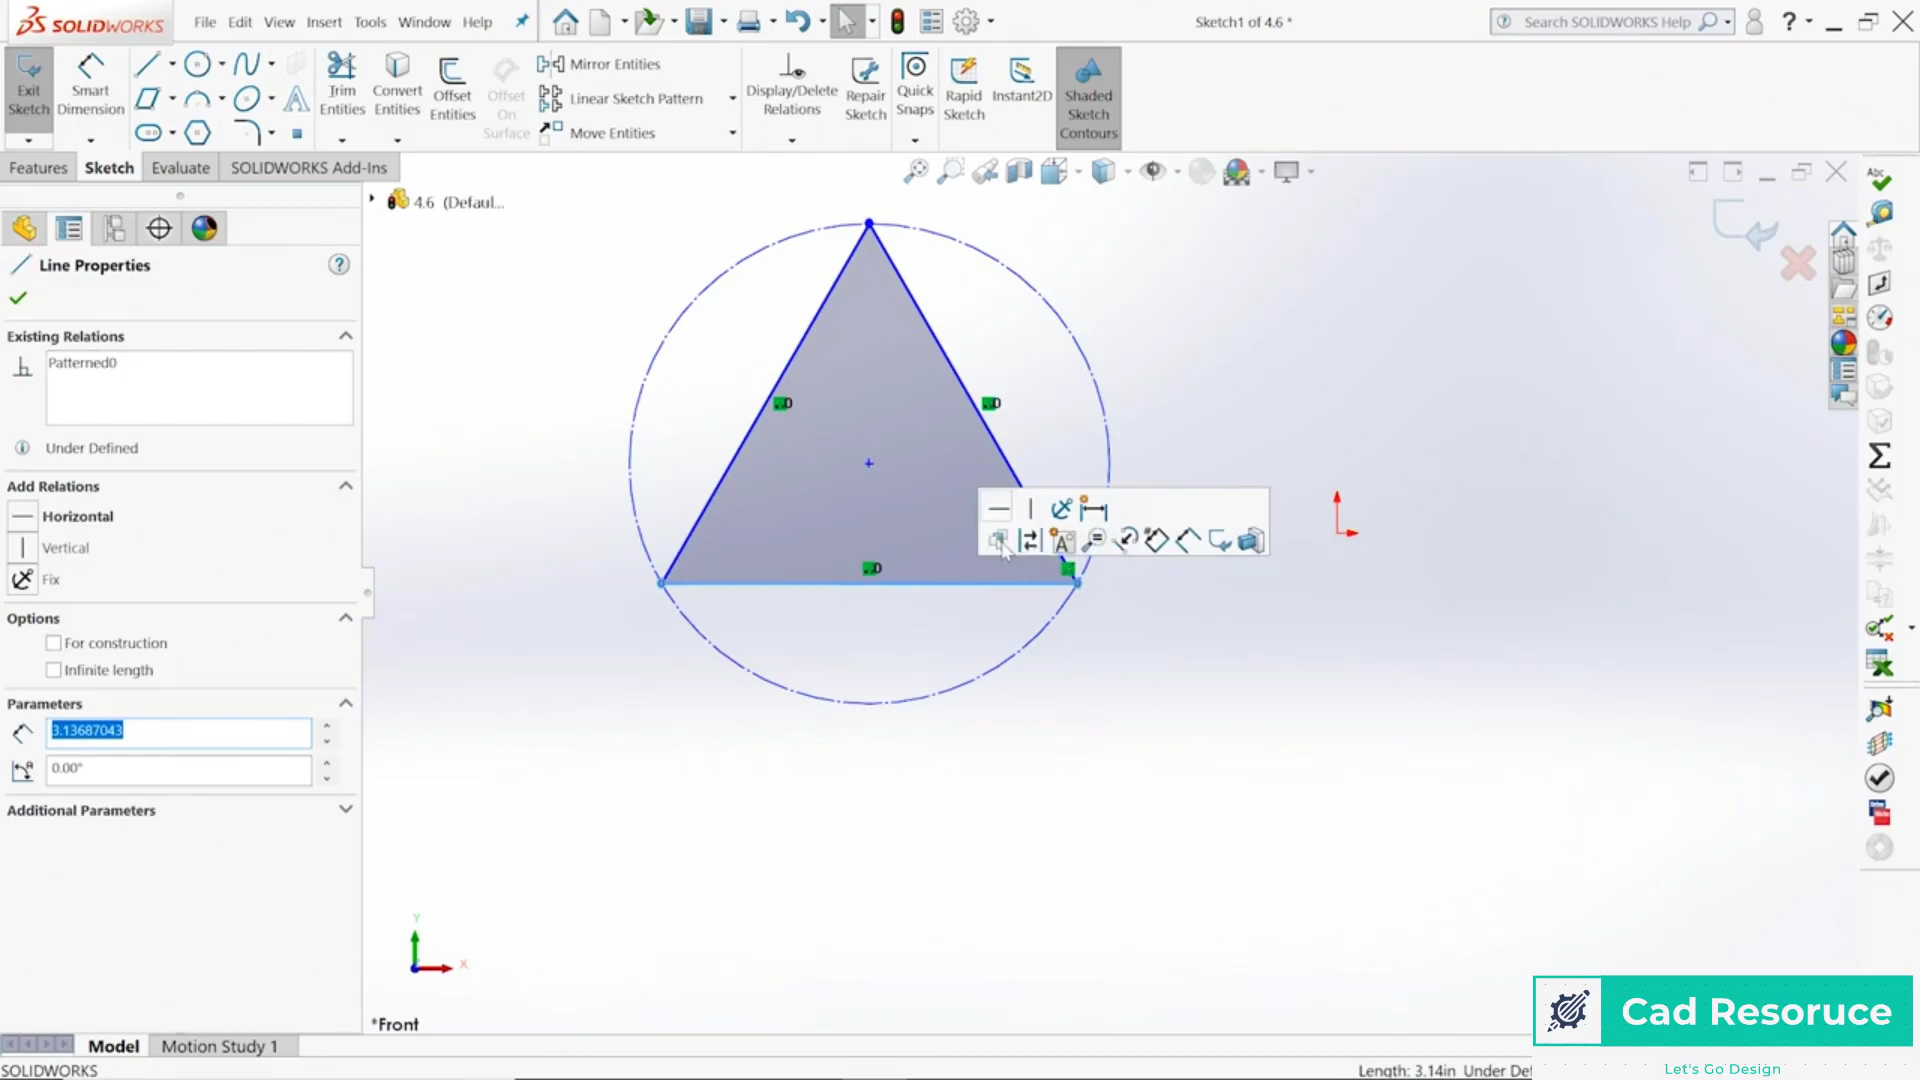 SOLIDWORKS
File Edit View Insert Tools Window Help
Sketch1 of 4.6 *
Search SOLIDWORKS Help
Exit Sketch
Smart Dimension
Trim Entities
Convert Entities
Offset Entities
Offset On Surface
Mirror Entities
Linear Sketch Pattern
Move Entities
Display/Delete Relations
Repair Sketch
Quick Snaps
Rapid Sketch
Instant2D
Shaded Sketch Contours
Features Sketch Evaluate SOLIDWORKS Add-Ins
4.6 (Defaul...
Line Properties
Existing Relations
Patterned0
Under Defined
Add Relations
Horizontal
Vertical
Fix
Options
For construction
Infinite length
Parameters
3.13687043
0.00°
Additional Parameters
0
0
0
Abc
Y
X
*Front
Cad Resoruce
Model Motion Study 1
SOLIDWORKS
Length: 3.14in Under Def
Let's Go Design